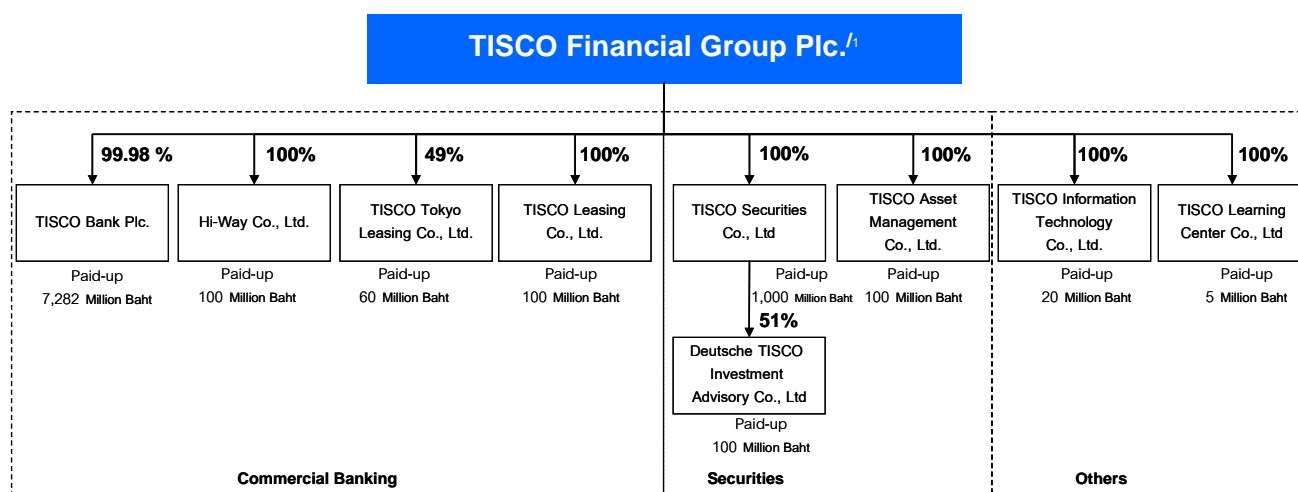 TISCO Financial Group Plc./1
99.98 %
100%
49%
100%
100%
100%
100%
100%
TISCO Bank Plc.
Hi-Way Co., Ltd.
TISCO Tokyo
Leasing Co., Ltd.
TISCO Leasing
Co., Ltd.
TISCO Securities
Co., Ltd
TISCO Asset
Management
Co., Ltd.
TISCO Information
Technology
Co., Ltd.
TISCO Learning
Center Co., Ltd
Paid-up
7,282 Million Baht
Paid-up
100 Million Baht
Paid-up
60 Million Baht
Paid-up
100 Million Baht
Paid-up
1,000 Million Baht
Paid-up
100 Million Baht
Paid-up
20 Million Baht
Paid-up
5 Million Baht
51%
Deutsche TISCO
Investment
Advisory Co., Ltd
Paid-up
100 Million Baht
Commercial Banking
Securities
Others